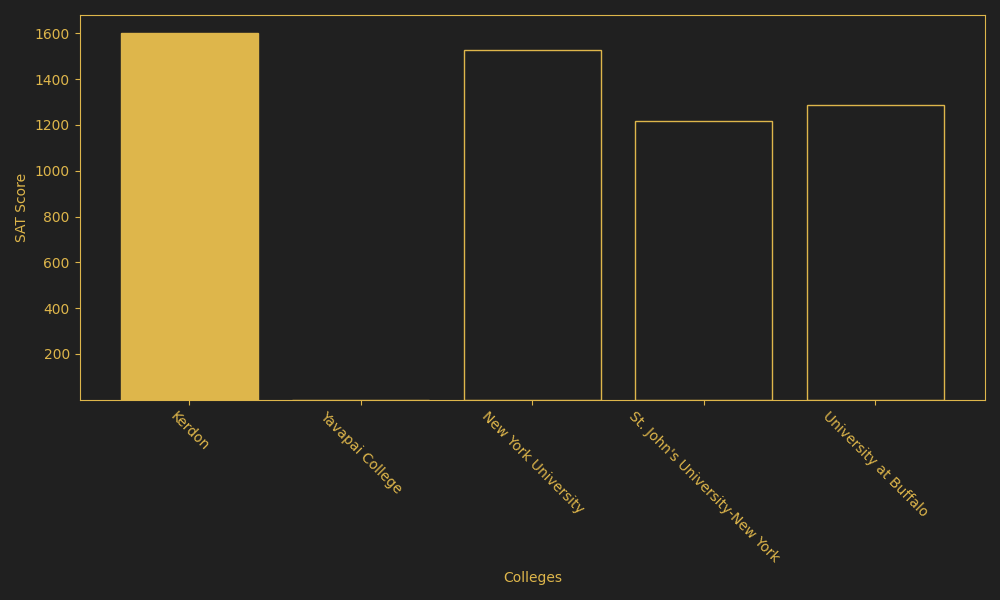 1600
1400
1200
1000
800
600
400
200
SAT Score
Kerdon
Yavapai College
New York University
St. John's University-New York
University at Buffalo
Colleges